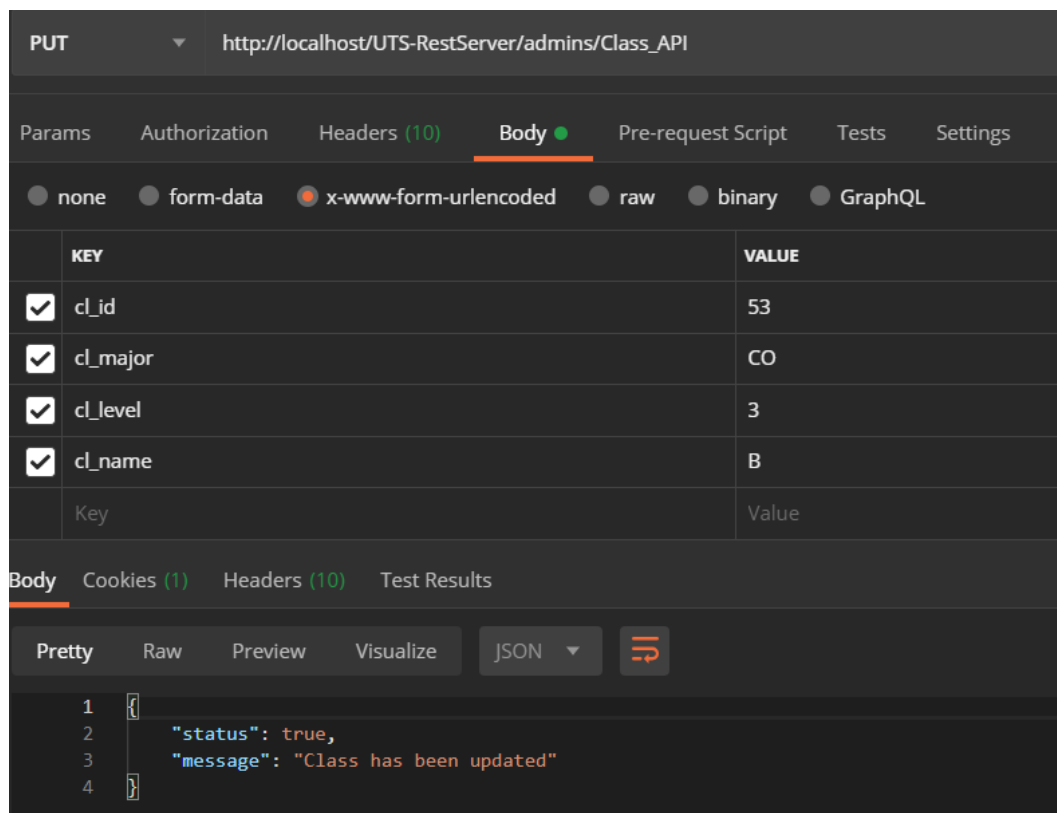 PUT http://localhost/UTS-RestServer/admins/Class_API
Params Authorization Headers (10) Body Pre-request Script Tests Settings
none form-data x-www-form-urlencoded raw binary GraphQL
KEY VALUE
cl_id 53
cl_major CO
cl_level 3
cl_name B
Key Value
Body Cookies (1) Headers (10) Test Results
Pretty Raw Preview Visualize JSON
1 {
2 "status": true,
3 "message": "Class has been updated"
4 }